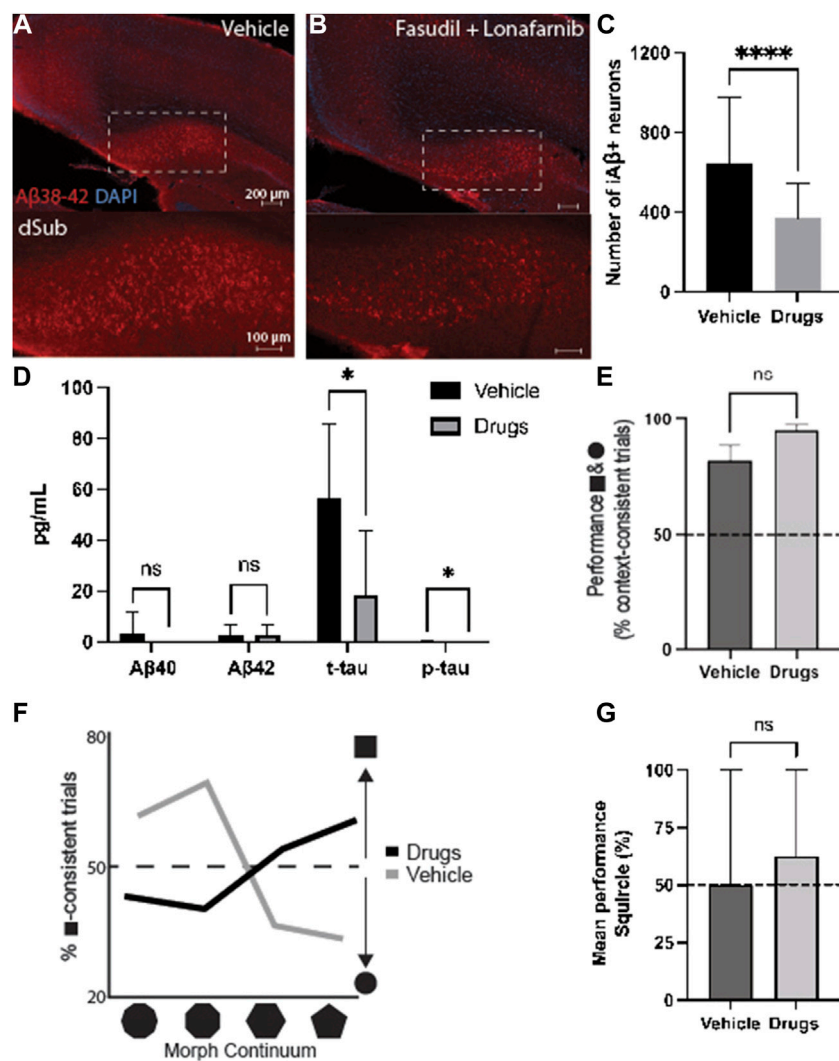 A
Vehicle
Aβ38-42 DAPI
200 µm
dSub
100 µm
B
Fasudil + Lonafarnib
C
Number of iAβ+ neurons
1200
800
400
0
****
Vehicle Drugs
D
pg/mL
100
80
60
40
20
0
ns
ns
*
*
Vehicle
Drugs
Aβ40 Aβ42 t-tau p-tau
E
Performance ■ & ●
(% context-consistent trials)
100
50
0
ns
Vehicle Drugs
F
% ■-consistent trials
80
50
20
Drugs
Vehicle
Morph Continuum
G
Mean performance
Squircle (%)
100
75
50
25
0
ns
Vehicle Drugs